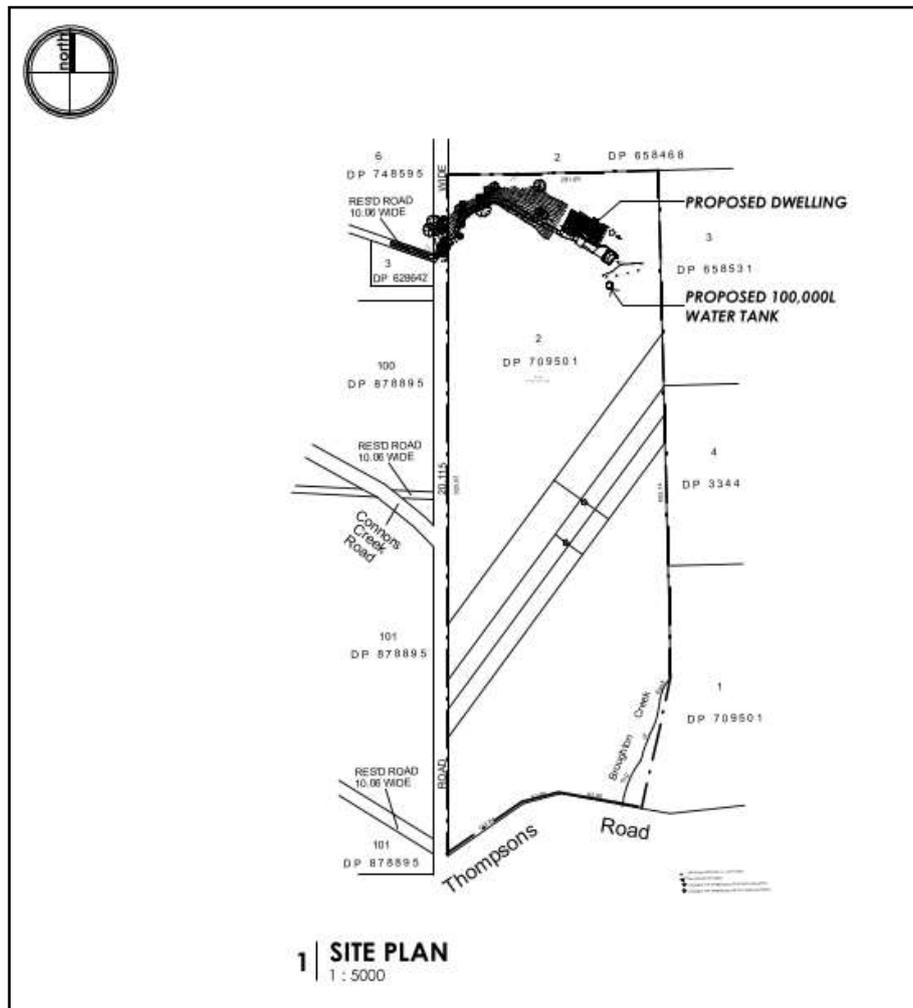 north
6
DP 748595
WIDE
2
DP 658468
RES'D ROAD
10.06 WIDE
PROPOSED DWELLING
3
DP 658531
3
DP 628642
PROPOSED 100,000L
WATER TANK
2
DP 709501
100
DP 878895
RES'D ROAD
10.06 WIDE
20.115
4
DP 3344
Connors
Creek
Road
101
DP 878895
1
DP 709501
Broughton Creek
RES'D ROAD
10.06 WIDE
ROAD
101
DP 878895
Thompsons Road
1 SITE PLAN
1 : 5000